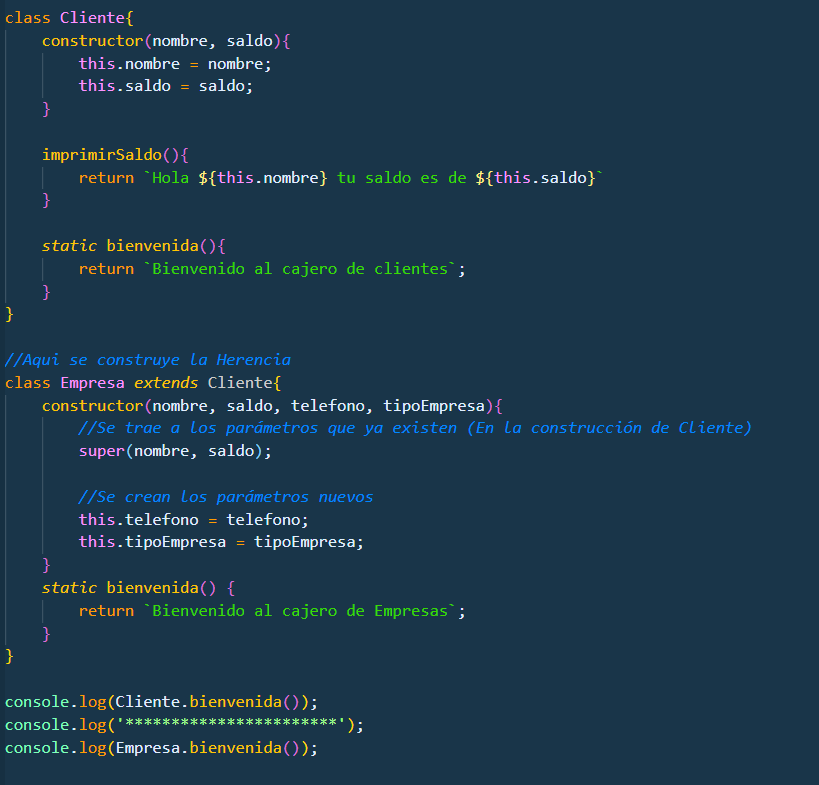 class Cliente{
    constructor(nombre, saldo){
        this.nombre = nombre;
        this.saldo = saldo;
    }

    imprimirSaldo(){
        return `Hola ${this.nombre} tu saldo es de ${this.saldo}`
    }

    static bienvenida(){
        return `Bienvenido al cajero de clientes`;
    }
}

//Aqui se construye la Herencia
class Empresa extends Cliente{
    constructor(nombre, saldo, telefono, tipoEmpresa){
        //Se trae a los parámetros que ya existen (En la construcción de Cliente)
        super(nombre, saldo);

        //Se crean los parámetros nuevos
        this.telefono = telefono;
        this.tipoEmpresa = tipoEmpresa;
    }
    static bienvenida() {
        return `Bienvenido al cajero de Empresas`;
    }
}

console.log(Cliente.bienvenida());
console.log('***********************');
console.log(Empresa.bienvenida());